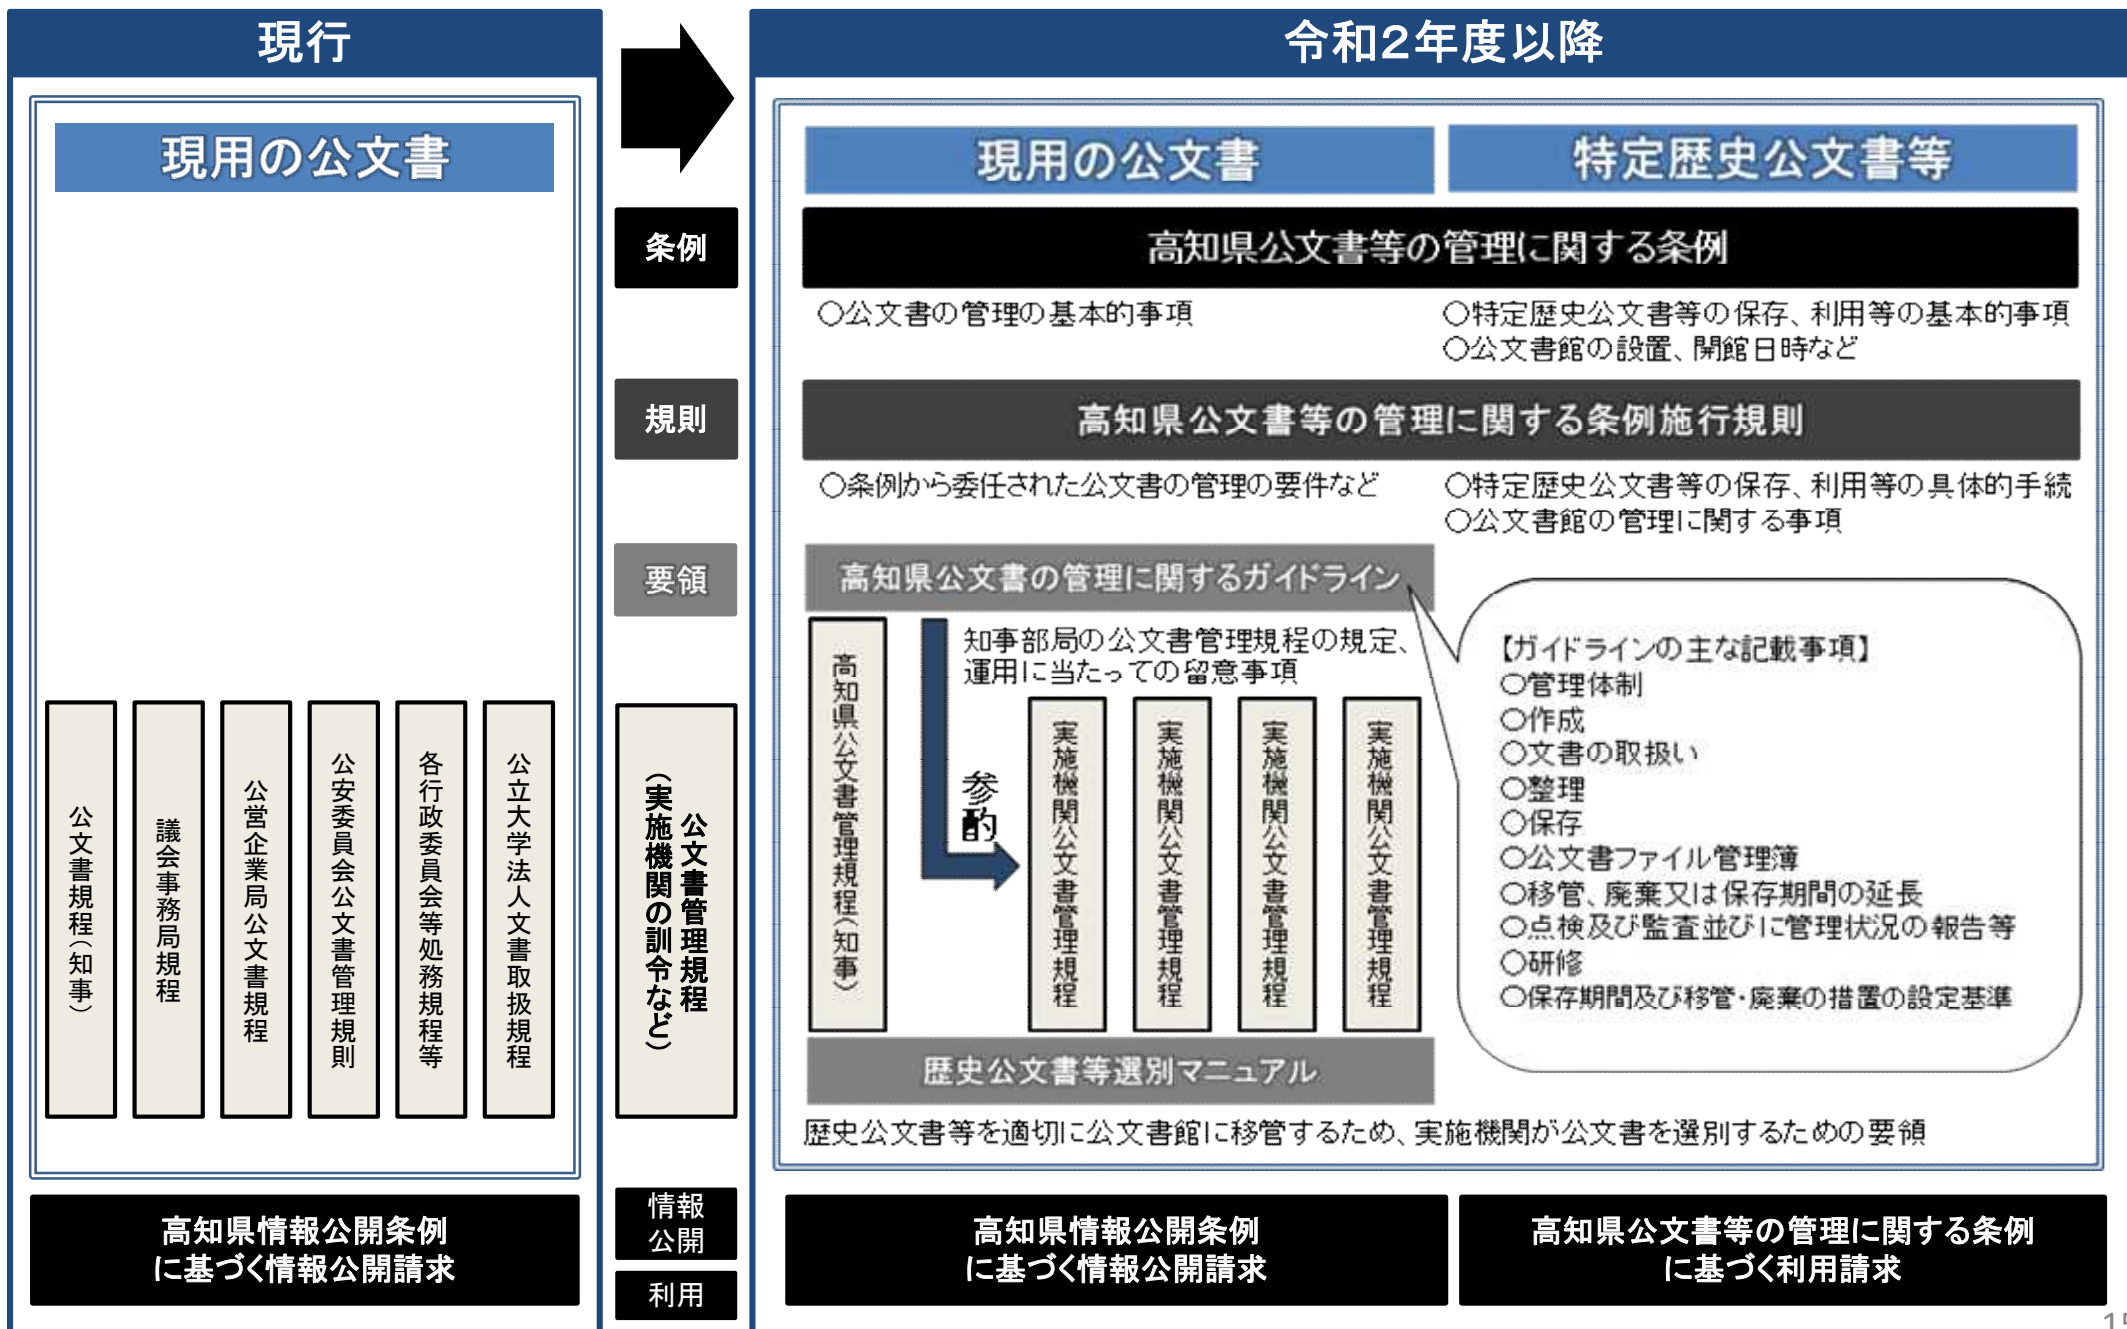 現行
現用の公文書
公文書規程(知事)
議会事務局規程
公営企業局公文書規程
公安委員会公文書管理規則
各行政委員会等処務規程等
公立大学法人文書取扱規程
高知県情報公開条例
に基づく情報公開請求
条例
規則
要領
公文書管理規程
(実施機関の訓令など)
情報
公開
利用
令和2年度以降
現用の公文書
特定歴史公文書等
高知県公文書等の管理に関する条例
○公文書の管理の基本的事項
○特定歴史公文書等の保存、利用等の基本的事項
○公文書館の設置、開館日時など
高知県公文書等の管理に関する条例施行規則
○条例から委任された公文書の管理の要件など
○特定歴史公文書等の保存、利用等の具体的手続
○公文書館の管理に関する事項
高知県公文書の管理に関するガイドライン
高知県公文書管理規程(知事)
知事部局の公文書管理規程の規定、
運用に当たっての留意事項
参酌
実施機関公文書管理規程
実施機関公文書管理規程
実施機関公文書管理規程
実施機関公文書管理規程
【ガイドラインの主な記載事項】
○管理体制
○作成
○文書の取扱い
○整理
○保存
○公文書ファイル管理簿
○移管、廃棄又は保存期間の延長
○点検及び監査並びに管理状況の報告等
○研修
○保存期間及び移管・廃棄の措置の設定基準
歴史公文書等選別マニュアル
歴史公文書等を適切に公文書館に移管するため、実施機関が公文書を選別するための要領
高知県情報公開条例
に基づく情報公開請求
高知県公文書等の管理に関する条例
に基づく利用請求